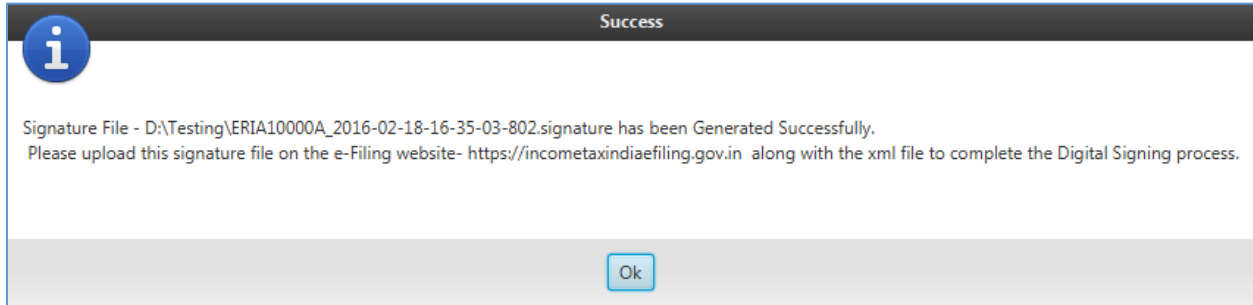 Success
Signature File - D:\Testing\ERIA10000A_2016-02-18-16-35-03-802.signature has been Generated Successfully.
Please upload this signature file on the e-Filing website- https://incometaxindiaefiling.gov.in along with the xml file to complete the Digital Signing process.
Ok